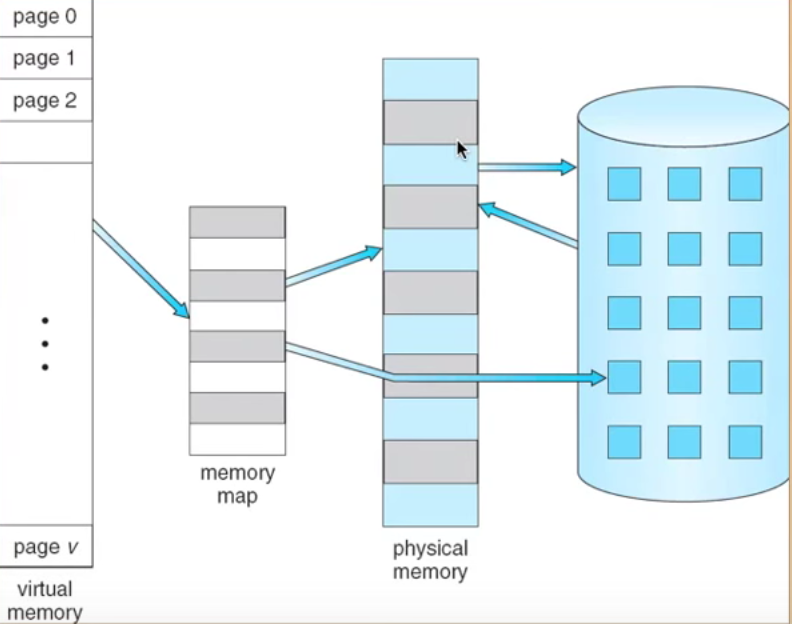 page 0
page 1
page 2
page v
virtual
memory
memory
map
physical
memory